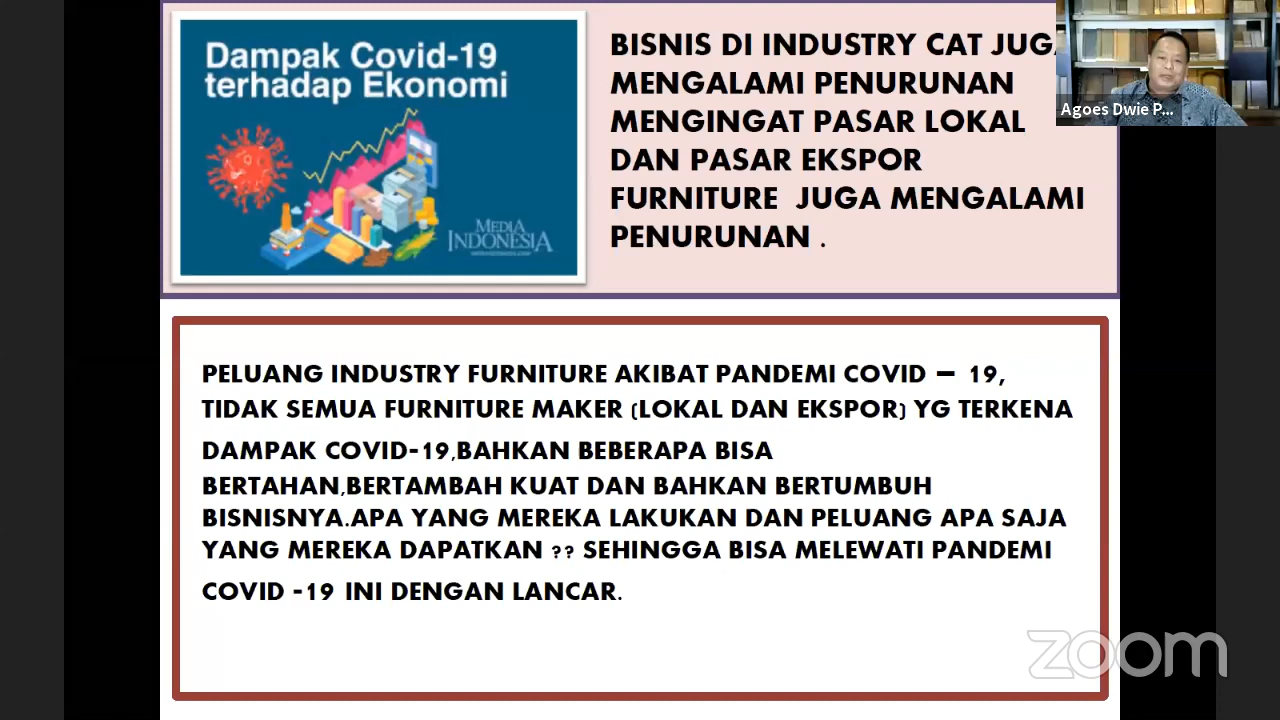 Dampak Covid-19
terhadap Ekonomi
MEDIA
INDONESIA
BISNIS DI INDUSTRY CAT JUGA
MENGALAMI PENURUNAN
MENGINGAT PASAR LOKAL
DAN PASAR EKSPOR
FURNITURE JUGA MENGALAMI
PENURUNAN .
Agoes Dwie P...
PELUANG INDUSTRY FURNITURE AKIBAT PANDEMI COVID – 19,
TIDAK SEMUA FURNITURE MAKER (LOKAL DAN EKSPOR) YG TERKENA
DAMPAK COVID-19,BAHKAN BEBERAPA BISA
BERTAHAN,BERTAMBAH KUAT DAN BAHKAN BERTUMBUH
BISNISNYA.APA YANG MEREKA LAKUKAN DAN PELUANG APA SAJA
YANG MEREKA DAPATKAN ?? SEHINGGA BISA MELEWATI PANDEMI
COVID -19 INI DENGAN LANCAR.
zoom